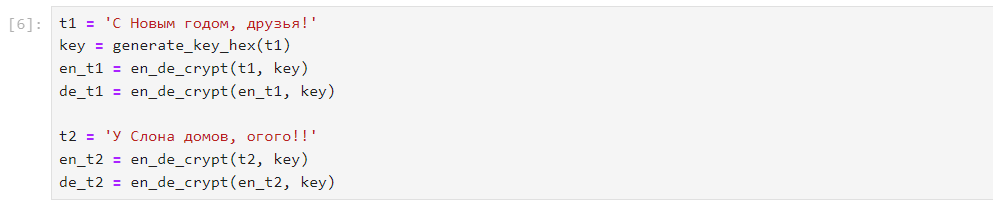 [6]: t1 = 'С Новым годом, друзья!'
key = generate_key_hex(t1)
en_t1 = en_de_crypt(t1, key)
de_t1 = en_de_crypt(en_t1, key)
t2 = 'У Слона домов, огого!!'
en_t2 = en_de_crypt(t2, key)
de_t2 = en_de_crypt(en_t2, key)